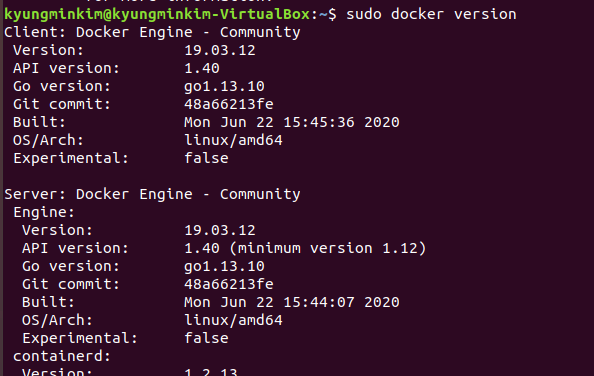 kyungminkim@kyungminkim-VirtualBox:~$ sudo docker version
Client: Docker Engine - Community
Version: 19.03.12
API version: 1.40
Go version: go1.13.10
Git commit: 48a66213fe
Built: Mon Jun 22 15:45:36 2020
OS/Arch: linux/amd64
Experimental: false
Server: Docker Engine - Community
Engine:
Version: 19.03.12
API version: 1.40 (minimum version 1.12)
Go version: go1.13.10
Git commit: 48a66213fe
Built: Mon Jun 22 15:44:07 2020
OS/Arch: linux/amd64
Experimental: false
containerd:
Version: 1.2.13